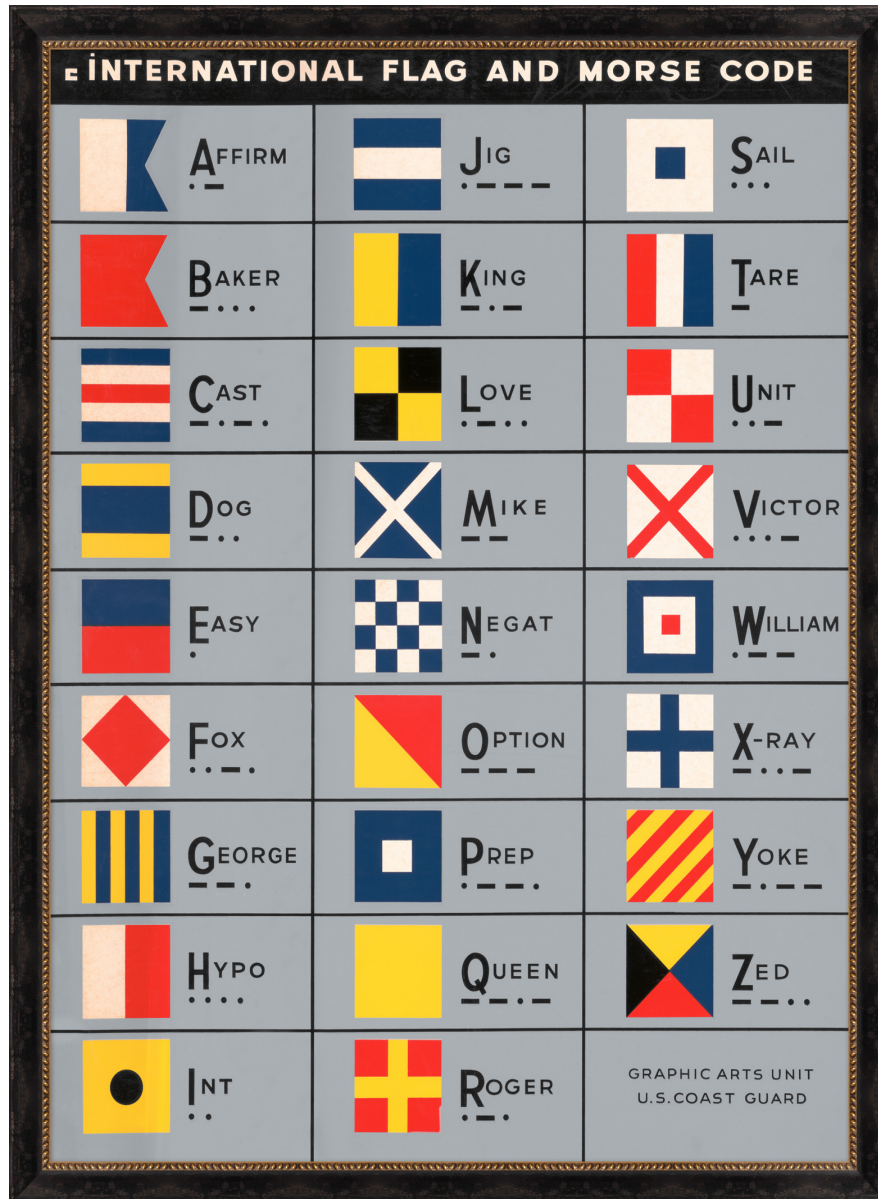 iNTERNATIONAL FLAG AND MORSE CODE
AFFIRM
BAKER
CAST
DOG
EASY
FOX
GEORGE
HYPO
INT
JIG
KING
LOVE
MIKE
NEGAT
OPTION
PREP
QUEEN
ROGER
SAIL
TARE
UNIT
VICTOR
WILLIAM
X-RAY
YOKE
ZED
GRAPHIC ARTS UNIT
U.S. COAST GUARD